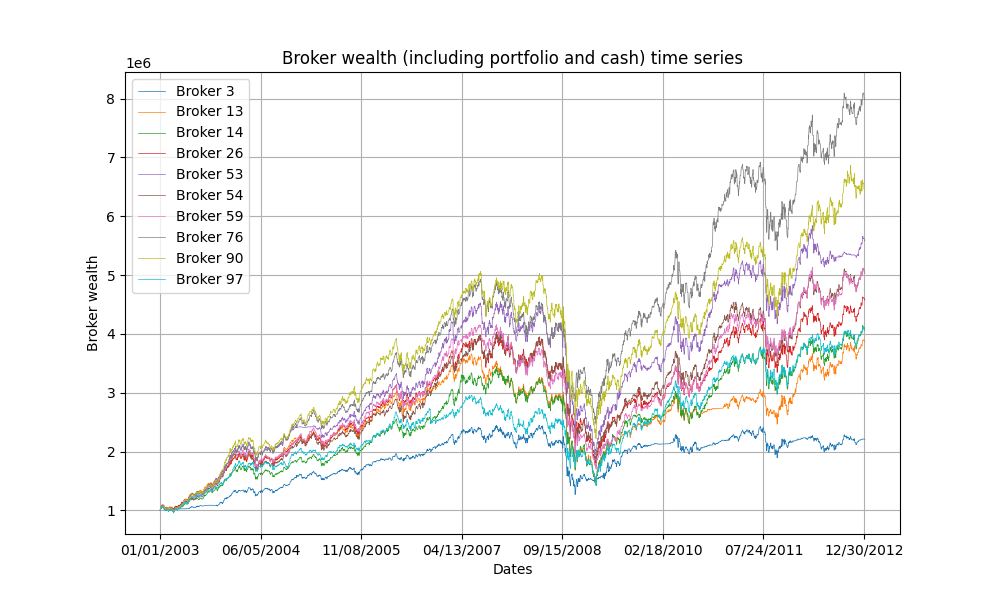 Broker wealth (including portfolio and cash) time series
1e6
Broker 3
Broker 13
Broker 14
Broker 26
Broker 53
Broker 54
Broker 59
Broker 76
Broker 90
Broker 97
8
7
6
5
4
3
2
1
Broker wealth
01/01/2003 06/05/2004 11/08/2005 04/13/2007 09/15/2008 02/18/2010 07/24/2011 12/30/2012
Dates